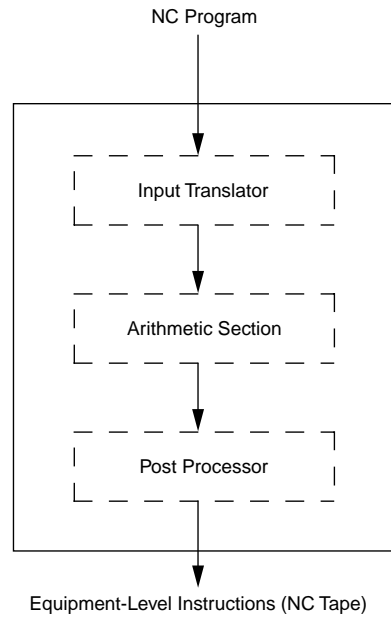 NC Program
Input Translator
Arithmetic Section
Post Processor
Equipment-Level Instructions (NC Tape)